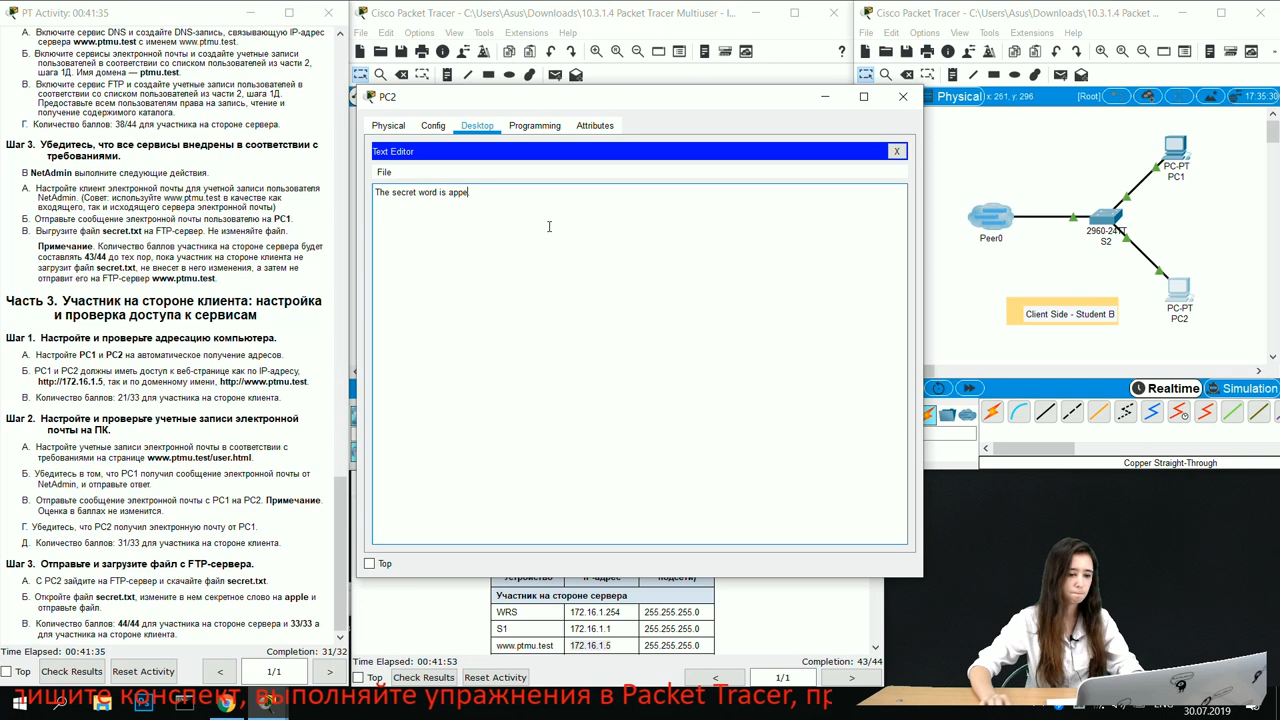 PT Activity: 00:41:35
А. Включите сервис DNS и создайте DNS-запись, связывающую IP-адрес
сервера www.ptmu.test с именем www.ptmu.test.
Б. Включите сервисы электронной почты и создайте учетные записи
пользователей в соответствии со списком пользователей из части 2,
шага 1Д. Имя домена — ptmu.test.
В. Включите сервис FTP и создайте учетные записи пользователей в
соответствии со списком пользователей из части 2, шага 1Д.
Предоставьте всем пользователям права на запись, чтение и
получение содержимого каталога.
Г. Количество баллов: 38/44 для участника на стороне сервера.
Шаг 3. Убедитесь, что все сервисы внедрены в соответствии с
требованиями.
В NetAdmin выполните следующие действия.
А. Настройте клиент электронной почты для учетной записи пользователя
NetAdmin. (Совет: используйте www.ptmu.test в качестве как
входящего, так и исходящего сервера электронной почты)
Б. Отправьте сообщение электронной почты пользователю на PC1.
В. Выгрузите файл secret.txt на FTP-сервер. Не изменяйте файл.
Примечание. Количество баллов участника на стороне сервера будет
составлять 43/44 до тех пор, пока участник на стороне клиента не
загрузит файл secret.txt, не внесет в него изменения, а затем не
отправит его на FTP-сервер www.ptmu.test.
Часть 3. Участник на стороне клиента: настройка
и проверка доступа к сервисам
Шаг 1. Настройте и проверьте адресацию компьютера.
А. Настройте PC1 и PC2 на автоматическое получение адресов.
Б. PC1 и PC2 должны иметь доступ к веб-странице как по IP-адресу,
http://172.16.1.5, так и по доменному имени, http://www.ptmu.test.
В. Количество баллов: 21/33 для участника на стороне клиента.
Шаг 2. Настройте и проверьте учетные записи электронной
почты на ПК.
А. Настройте учетные записи электронной почты в соответствии с
требованиями на странице www.ptmu.test/user.html.
Б. Убедитесь в том, что PC1 получил сообщение электронной почты от
NetAdmin, и отправьте ответ.
В. Отправьте сообщение электронной почты с PC1 на PC2. Примечание.
Оценка в баллах не изменится.
Г. Убедитесь, что PC2 получил электронную почту от PC1.
Д. Количество баллов: 31/33 для участника на стороне клиента.
Шаг 3. Отправьте и загрузите файл с FTP-сервера.
А. С PC2 зайдите на FTP-сервер и скачайте файл secret.txt.
Б. Откройте файл secret.txt, измените в нем секретное слово на apple и
отправьте файл.
В. Количество баллов: 44/44 для участника на стороне сервера и 33/33 а
для участника на стороне клиента.
Time Elapsed: 00:41:35 Completion: 31/32
Top Check Results Reset Activity < 1/1 >
Cisco Packet Tracer - C:\Users\Asus\Downloads\10.3.1.4 Packet Tracer Multiuser - I...
File Edit Options View Tools Extensions Help
PC2
Physical Config Desktop Programming Attributes
Text Editor X
File
The secret word is appe
Top
Устройство IP-адрес подсети)
Участник на стороне сервера
WRS 172.16.1.254 255.255.255.0
S1 172.16.1.1 255.255.255.0
www.ptmu.test 172.16.1.5 255.255.255.0
Time Elapsed: 00:41:53 Completion: 43/44
Top Check Results Reset Activity < 1/1 >
Cisco Packet Tracer - C:\Users\Asus\Downloads\10.3.1.4 Packet ...
File Edit Options View Tools Extensions Help
Physical x: 261, y: 296 [Root] 17:35:30
PC-PT
PC1
Peer0
2960-24TT
S2
PC-PT
PC2
Client Side - Student B
Realtime Simulation
Copper Straight-Through
пишите конспект, выполняйте упражнения в Packet Tracer, пр
30.07.2019